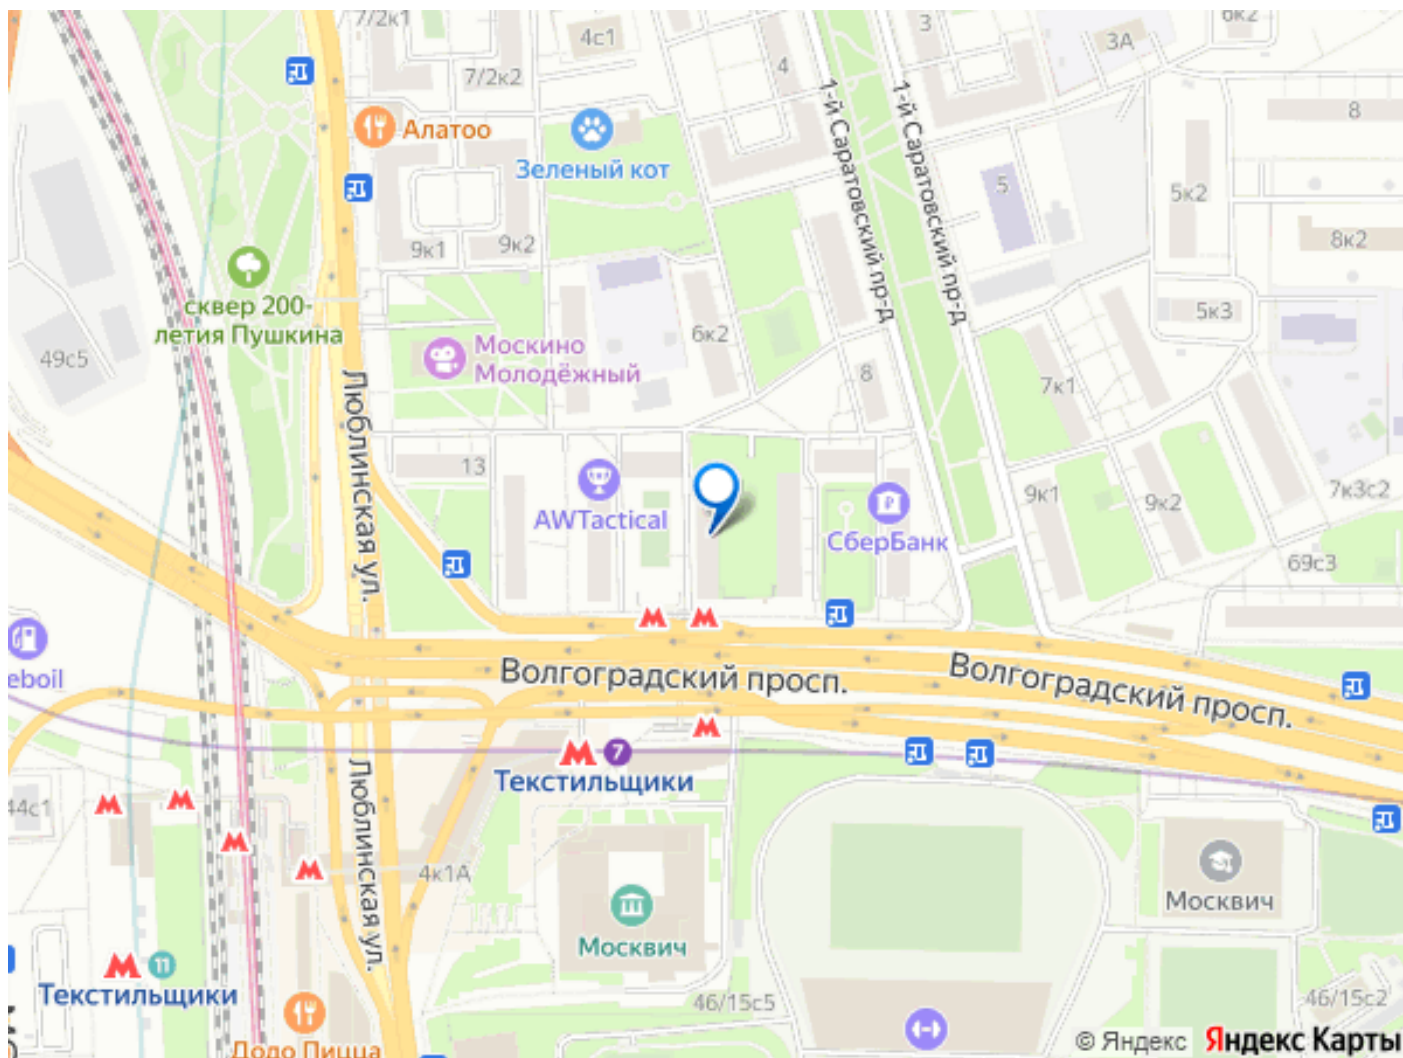 7/2к1
4с1
3
6к2
3А
7/2к2
4
8
Алатоо
1-й Саратовский пр-д
1-й Саратовский пр-д
Зеленый кот
5
5к2
9к1
9к2
8к2
сквер 200-
летия Пушкина
5к3
49с5
Москино
Молодёжный
6к2
8
7к1
Люблинская ул.
13
AWTactical
СберБанк
9к1
9к2
7к3с2
69с3
eboil
Волгоградский просп.
Волгоградский просп.
7
Текстильщики
44с1
Люблинская ул.
4к1А
Москвич
Москвич
11
Текстильщики
46/15с5
46/15с2
Додо Пицца
© Яндекс Яндекс Карты